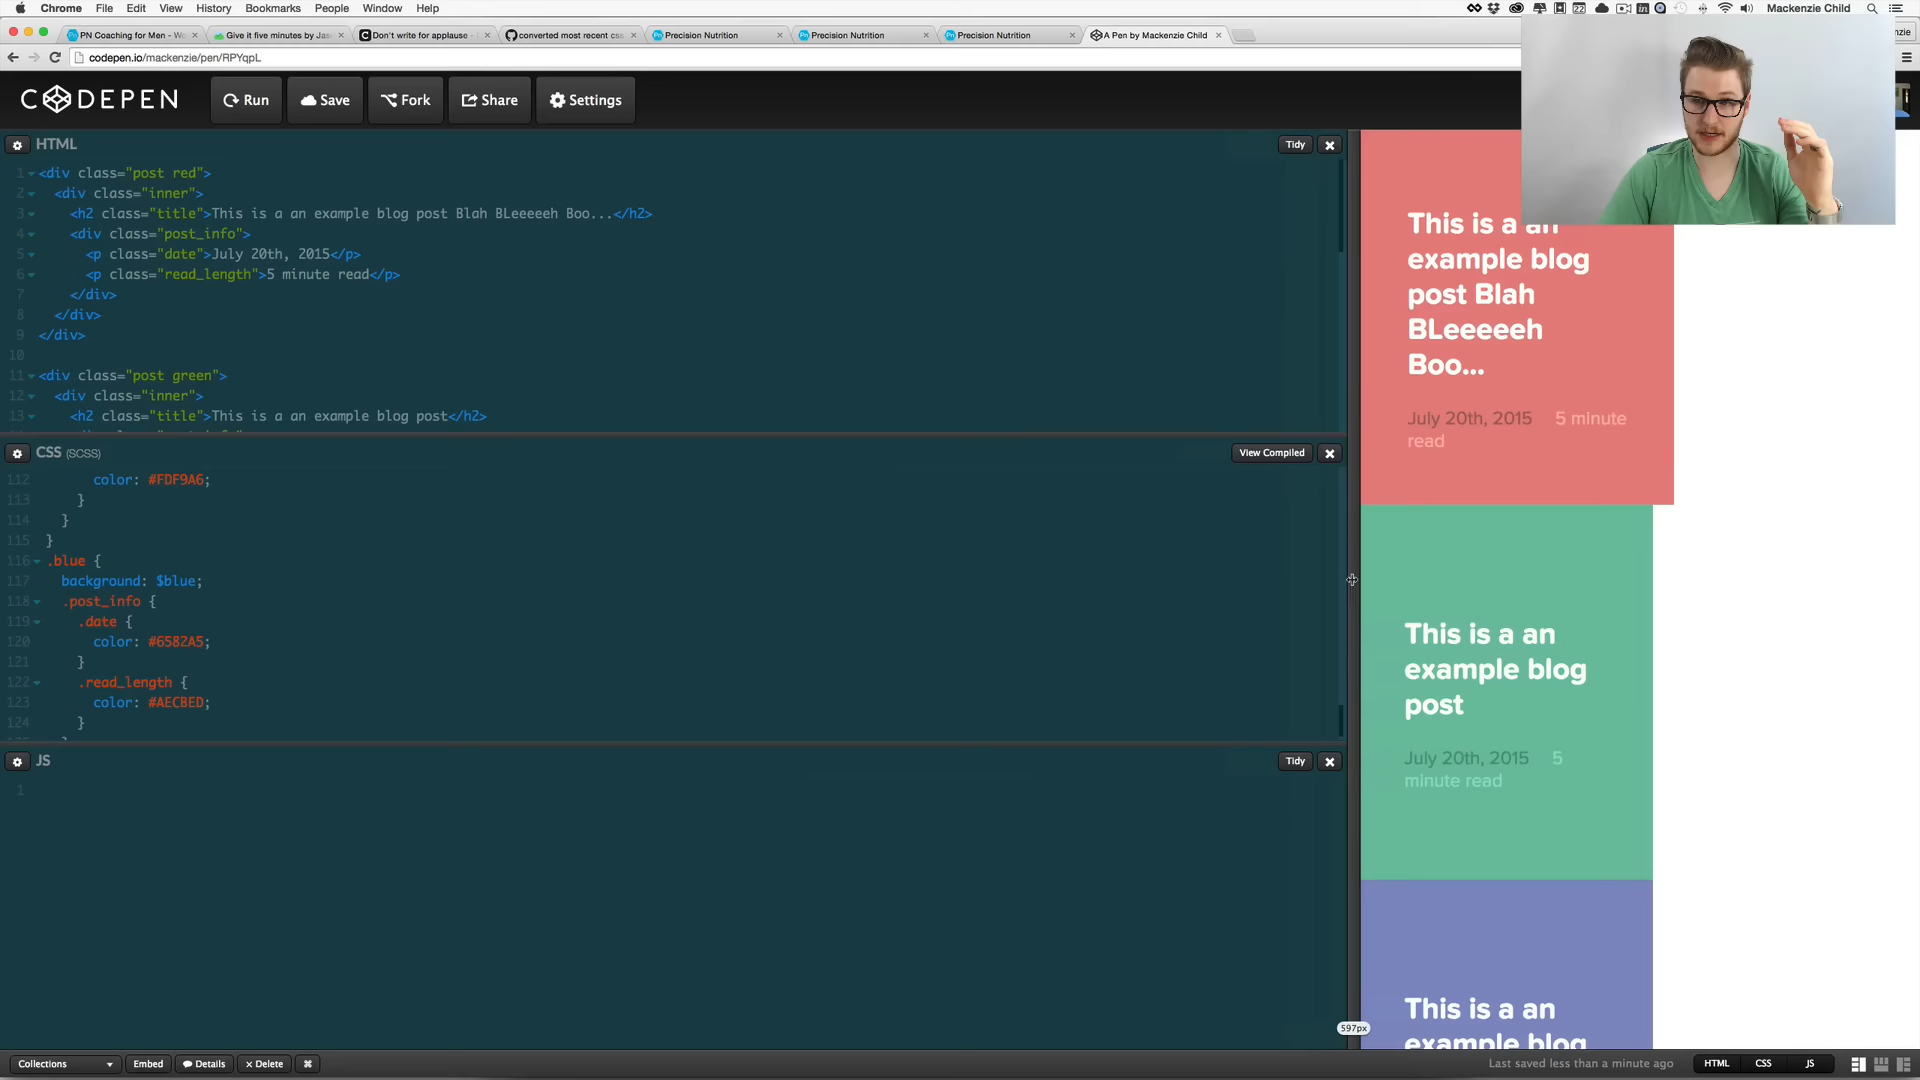 Chrome File Edit View History Bookmarks People Window Help
22
Mackenzie Child
PN Coaching for Men - Wo
Give it five minutes by Jas
Don't write for applause -
converted most recent css
Precision Nutrition
Precision Nutrition
Precision Nutrition
A Pen by Mackenzie Child
codepen.io/mackenzie/pen/RPYqpL
CODEPEN
Run
Save
Fork
Share
Settings
HTML
Tidy
1 <div class="post red">
2 <div class="inner">
3 <h2 class="title">This is a an example blog post Blah BLeeeeeh Boo...</h2>
4 <div class="post_info">
5 <p class="date">July 20th, 2015</p>
6 <p class="read_length">5 minute read</p>
7 </div>
8 </div>
9 </div>
10
11 <div class="post green">
12 <div class="inner">
13 <h2 class="title">This is a an example blog post</h2>
CSS (SCSS)
View Compiled
112 color: #FDF9A6;
113 }
114 }
115 }
116 .blue {
117 background: $blue;
118 .post_info {
119 .date {
120 color: #6582A5;
121 }
122 .read_length {
123 color: #AECBED;
124 }
JS
Tidy
1
This is a an
example blog
post Blah
BLeeeeeh
Boo...
July 20th, 2015 5 minute
read
This is a an
example blog
post
July 20th, 2015 5
minute read
This is a an
example blog
597px
Collections
Embed
Details
× Delete
⌘
Last saved less than a minute ago
HTML
CSS
JS